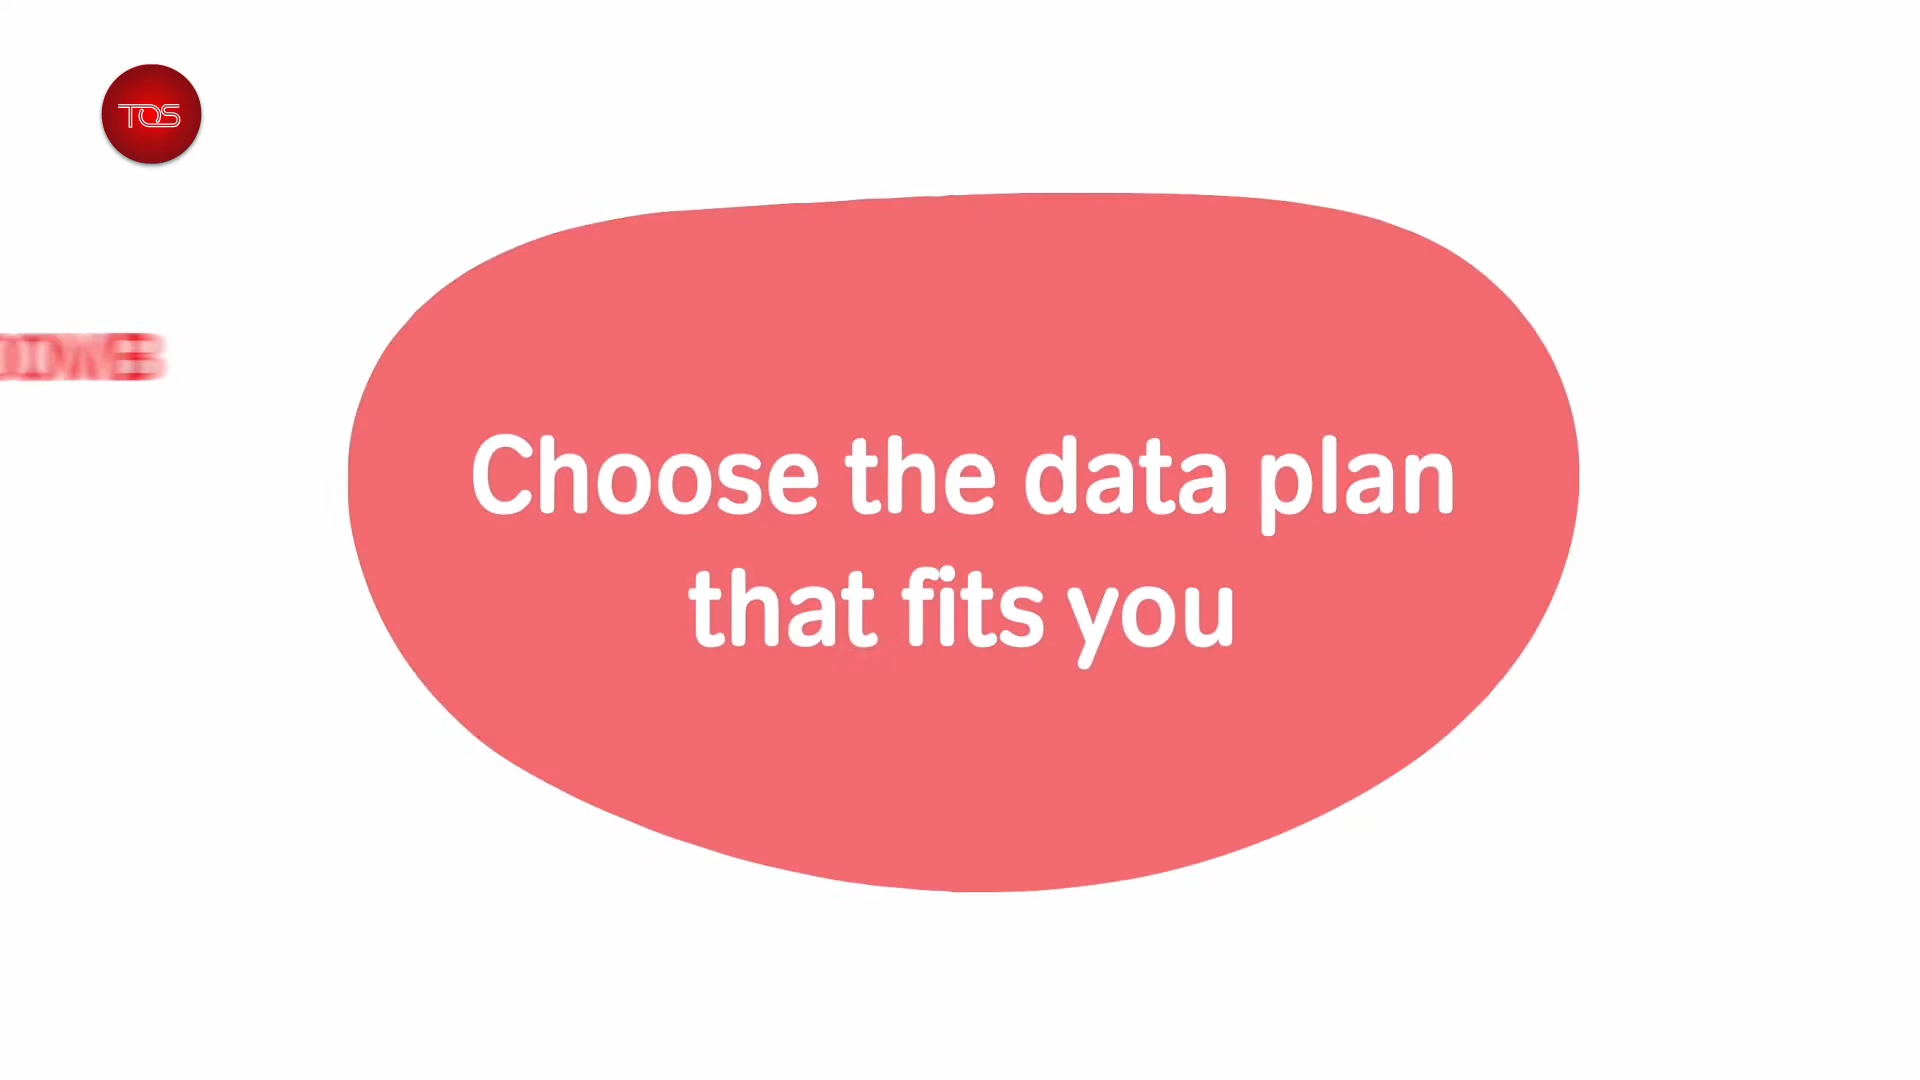 TQS
Choose the data plan
that fits you